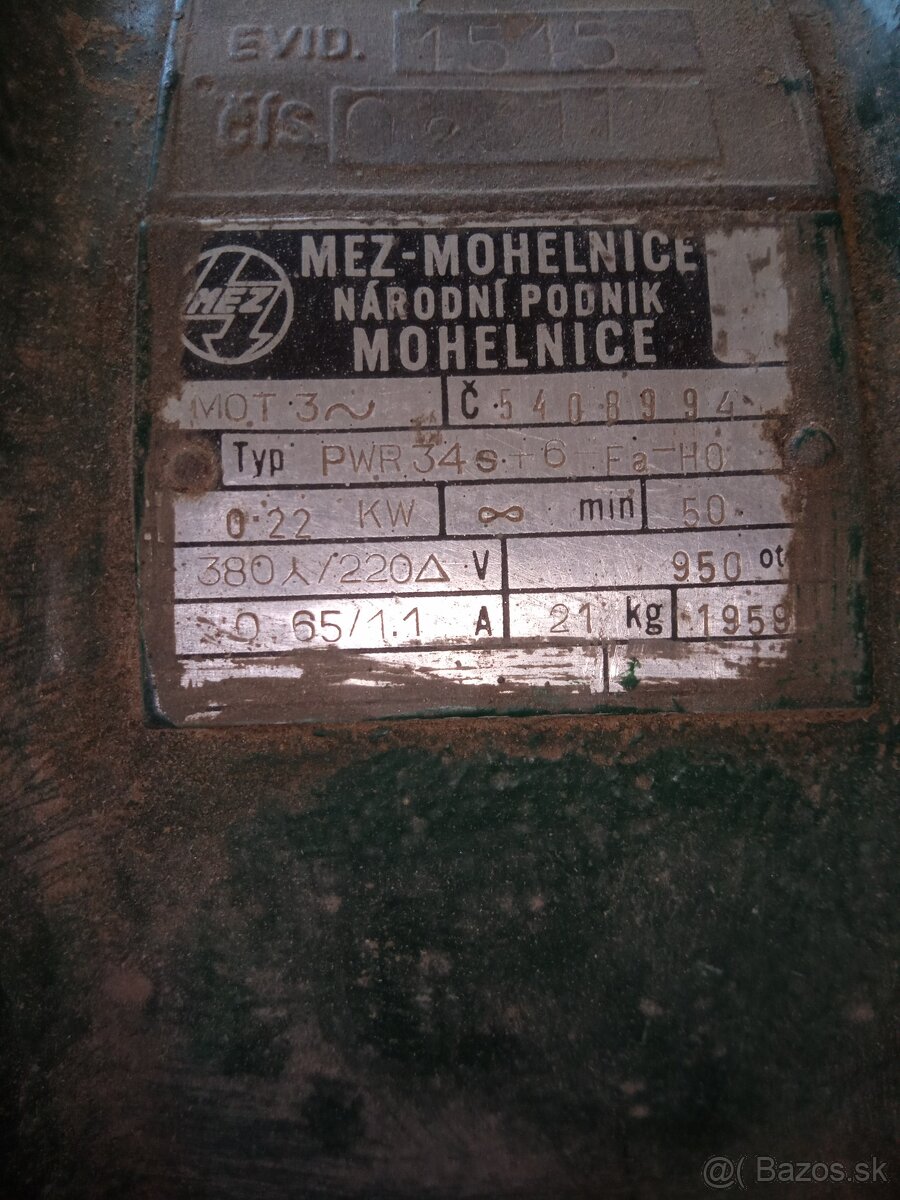 EVID. 1515
ČÍS.
MEZ-MOHELNICE
NÁRODNÍ PODNIK
MEZ
MOHELNICE
MOT 3~ Č 5408994
Typ PWR 34s+6-Fa-HO
0.22 KW ∞ min 50
380⅄/220Δ V 950 ot
0.65/1.1 A 21 kg 1959
@( Bazos.sk